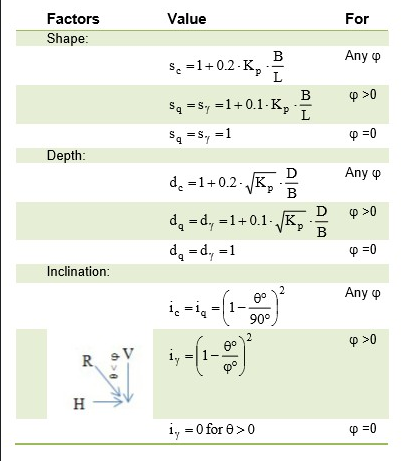 Factors Value For
Shape:
s_c = 1 + 0.2 · K_p · B/L Any φ
s_q = s_γ = 1 + 0.1 · K_p · B/L φ >0
s_q = s_γ = 1 φ =0
Depth:
d_c = 1 + 0.2 · √K_p · D/B Any φ
d_q = d_γ = 1 + 0.1 · √K_p · D/B φ >0
d_q = d_γ = 1 φ =0
Inclination:
i_c = i_q = (1 − θ°/90°)² Any φ
i_γ = (1 − θ°/φ°)² φ >0
R θ < φ V
H
i_γ = 0 for θ > 0 φ =0